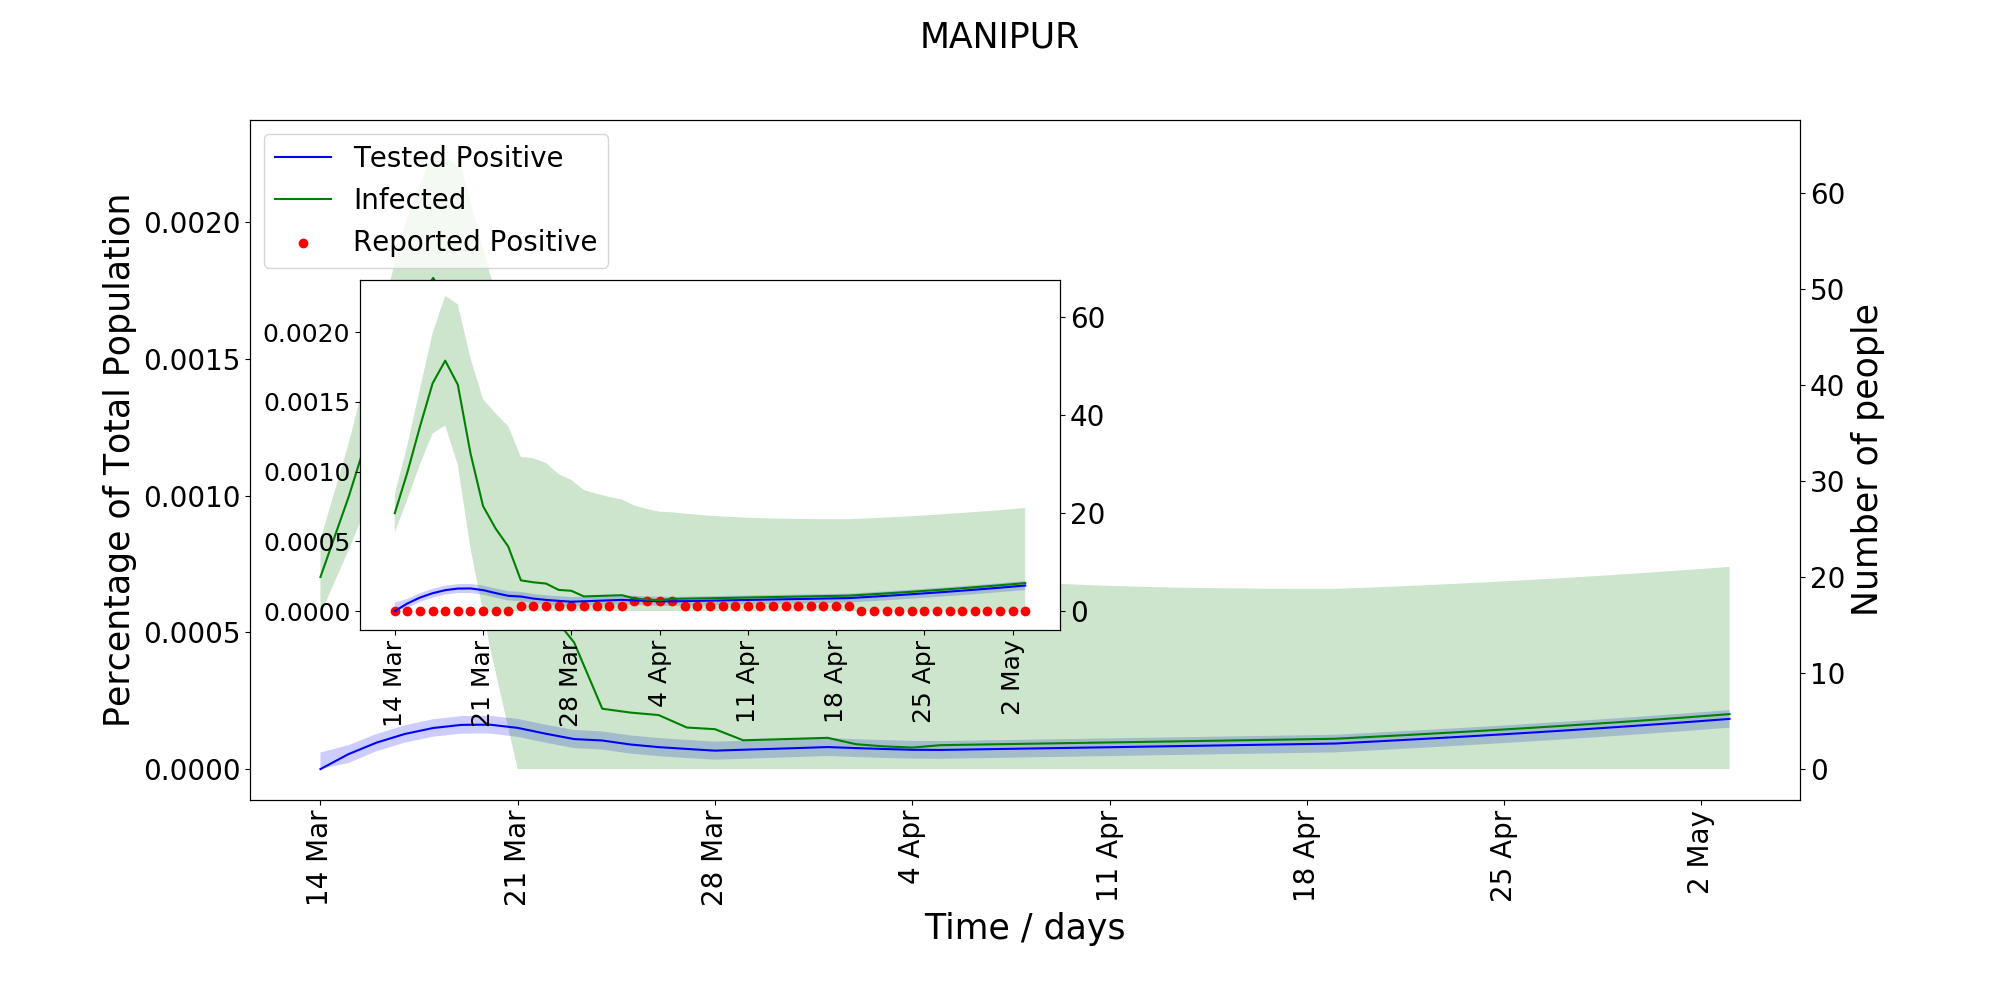 MANIPUR
Tested Positive
Infected
Reported Positive
Percentage of Total Population
0.0020
0.0015
0.0010
0.0005
0.0000
60
50
40
30
20
10
0
Number of people
0.0020
0.0015
0.0010
0.0005
0.0000
60
40
20
0
14 Mar
21 Mar
28 Mar
4 Apr
11 Apr
18 Apr
25 Apr
2 May
14 Mar
21 Mar
28 Mar
4 Apr
11 Apr
18 Apr
25 Apr
2 May
Time / days